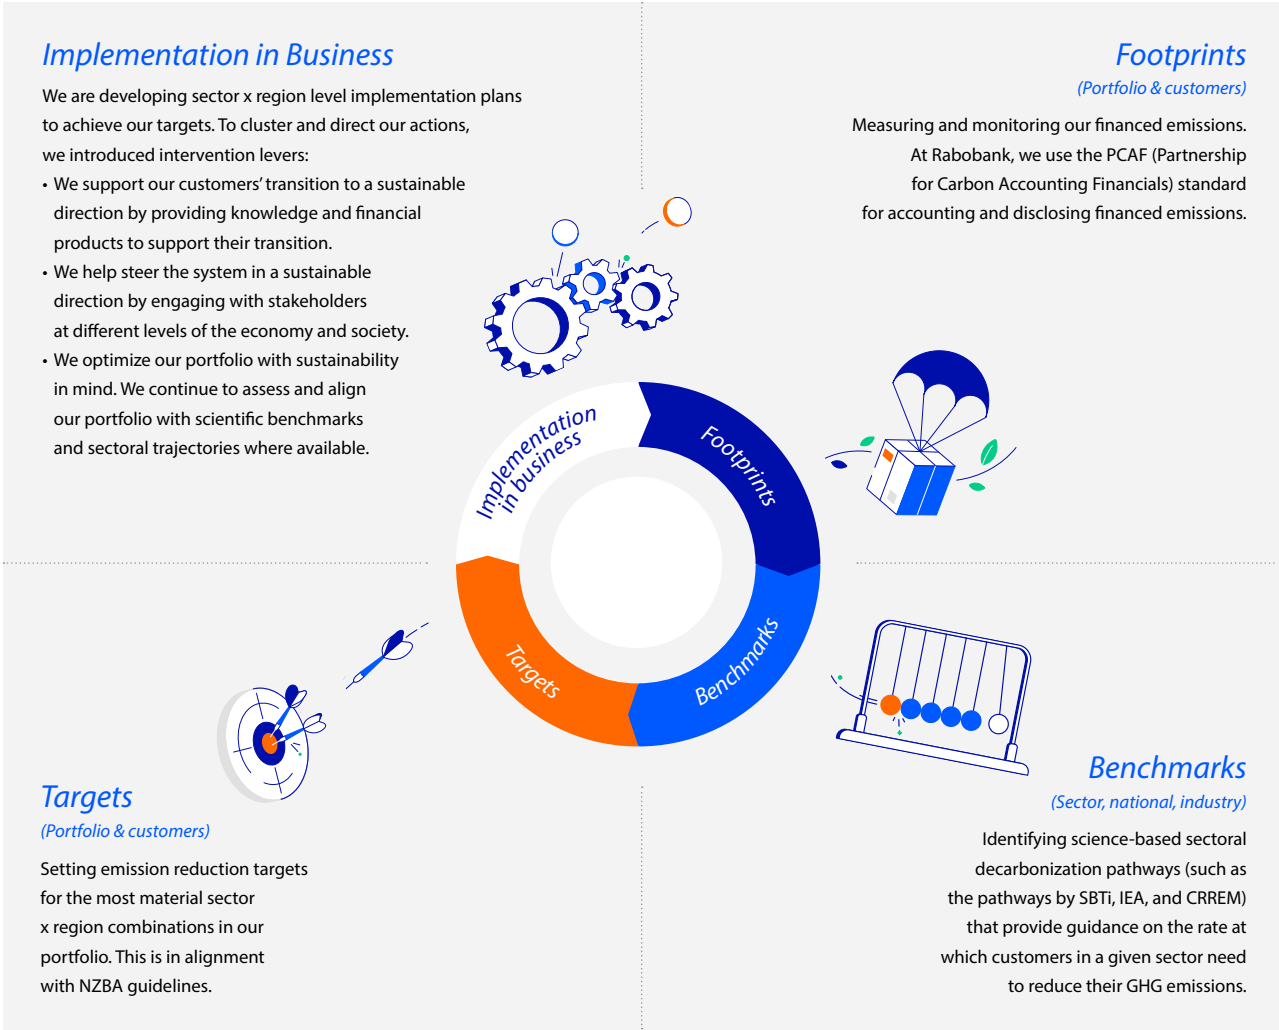 Implementation in Business
We are developing sector x region level implementation plans
to achieve our targets. To cluster and direct our actions,
we introduced intervention levers:
• We support our customers’ transition to a sustainable
direction by providing knowledge and financial
products to support their transition.
• We help steer the system in a sustainable
direction by engaging with stakeholders
at different levels of the economy and society.
• We optimize our portfolio with sustainability
in mind. We continue to assess and align
our portfolio with scientific benchmarks
and sectoral trajectories where available.
Footprints
(Portfolio & customers)
Measuring and monitoring our financed emissions.
At Rabobank, we use the PCAF (Partnership
for Carbon Accounting Financials) standard
for accounting and disclosing financed emissions.
Implementation
in business
Footprints
Targets
Benchmarks
Targets
(Portfolio & customers)
Setting emission reduction targets
for the most material sector
x region combinations in our
portfolio. This is in alignment
with NZBA guidelines.
Benchmarks
(Sector, national, industry)
Identifying science-based sectoral
decarbonization pathways (such as
the pathways by SBTi, IEA, and CRREM)
that provide guidance on the rate at
which customers in a given sector need
to reduce their GHG emissions.